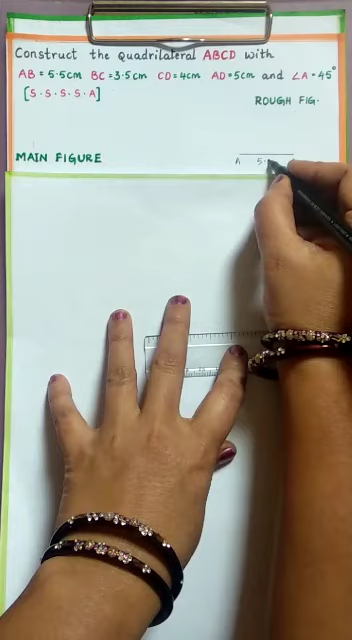 Construct the Quadrilateral ABCD with
AB = 5.5cm BC = 3.5cm CD = 4cm AD = 5cm and ∠A = 45°
[S.S.S.S.A]
ROUGH FIG.
MAIN FIGURE
A 5.